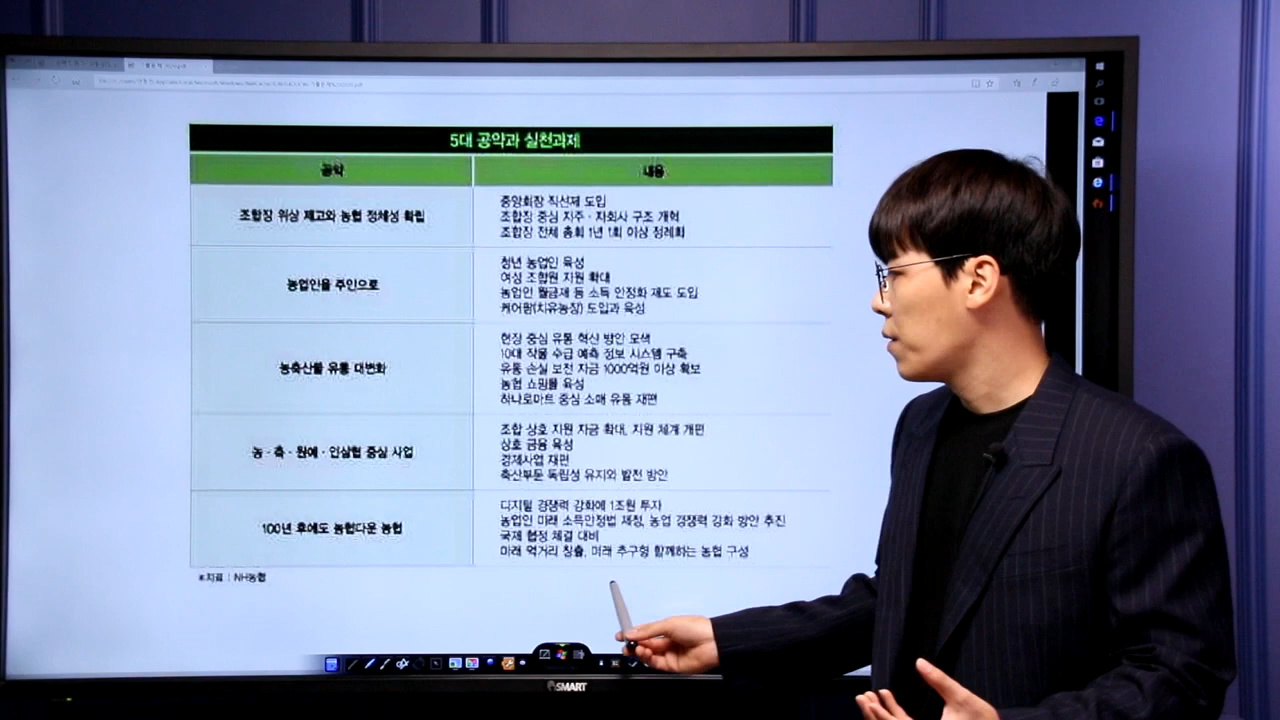 5대 공약과 실천과제
공약
내용
조합장 위상 제고와 농협 정체성 확립
중앙회장 직선제 도입
조합장 중심 지주·자회사 구조 개혁
조합장 전체 총회 1년 1회 이상 정례화
농업인을 주인으로
청년 농업인 육성
여성 조합원 지원 확대
농업인 월급제 등 소득 안정화 제도 도입
케어팜(치유농장) 도입과 육성
농축산물 유통 대변화
현장 중심 유통 혁신 방안 모색
10대 작물 수급 예측 정보 시스템 구축
유통 손실 보전 자금 1000억원 이상 확보
농협 쇼핑몰 육성
하나로마트 중심 소매 유통 재편
농·축·원예·인삼협 중심 사업
조합 상호 지원 자금 확대, 지원 체계 개편
상호 금융 육성
경제사업 재편
축산부문 독립성 유지와 발전 방안
100년 후에도 농협다운 농협
디지털 경쟁력 강화에 1조원 투자
농업인 미래 소득안정법 제정, 농업 경쟁력 강화 방안 추진
국제 협정 체결 대비
미래 먹거리 창출, 미래 추구형 함께하는 농협 구성
※자료 : NH농협
SMART